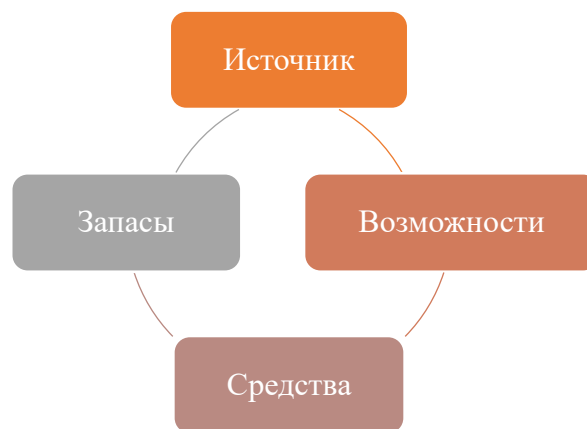 Источник
Запасы
Возможности
Средства